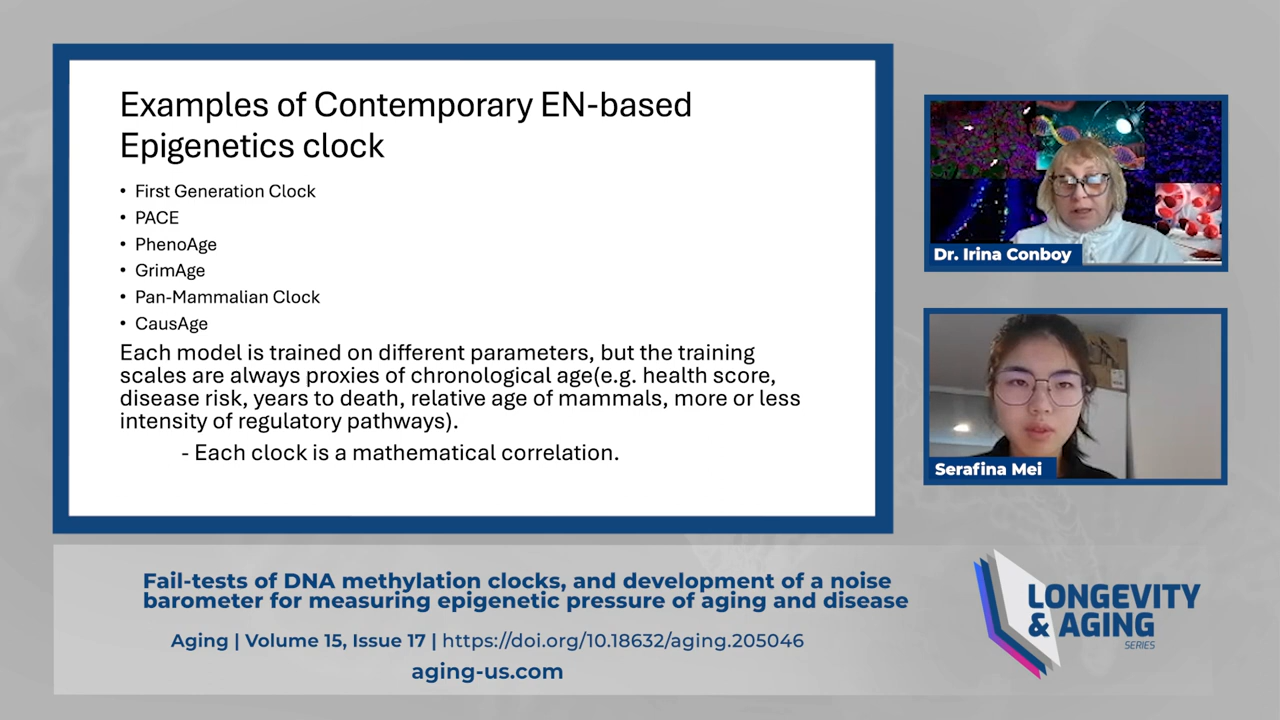 Examples of Contemporary EN-based
Epigenetics clock
• First Generation Clock
• PACE
• PhenoAge
• GrimAge
• Pan-Mammalian Clock
• CausAge
Each model is trained on different parameters, but the training
scales are always proxies of chronological age(e.g. health score,
disease risk, years to death, relative age of mammals, more or less
intensity of regulatory pathways).
- Each clock is a mathematical correlation.
Dr. Irina Conboy
Serafina Mei
Fail-tests of DNA methylation clocks, and development of a noise
barometer for measuring epigenetic pressure of aging and disease
Aging | Volume 15, Issue 17 | https://doi.org/10.18632/aging.205046
aging-us.com
LONGEVITY
& AGING
SERIES